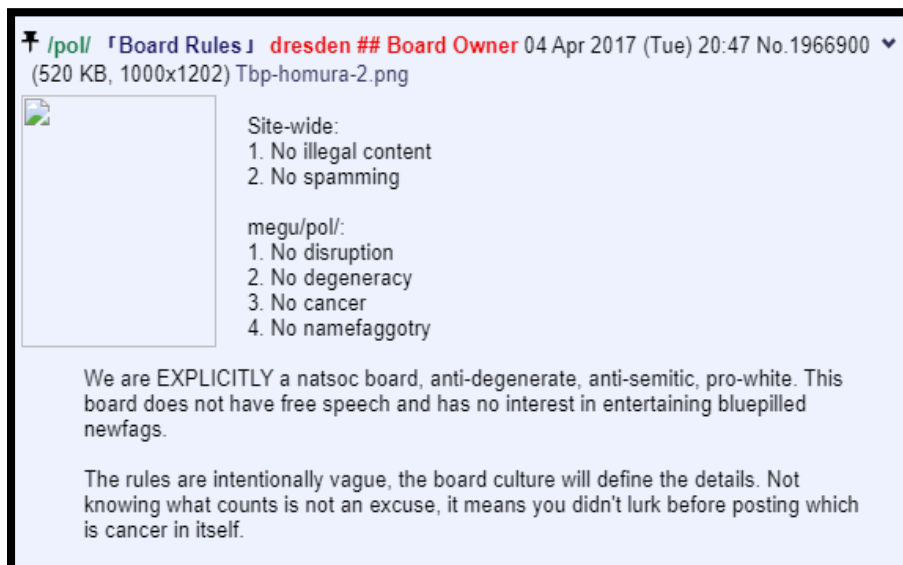 /pol/ 「Board Rules」 dresden ## Board Owner 04 Apr 2017 (Tue) 20:47 No.1966900
(520 KB, 1000x1202) Tbp-homura-2.png
Site-wide:
1. No illegal content
2. No spamming
megu/pol/:
1. No disruption
2. No degeneracy
3. No cancer
4. No namefaggotry
We are EXPLICITLY a natsoc board, anti-degenerate, anti-semitic, pro-white. This
board does not have free speech and has no interest in entertaining bluepilled
newfags.
The rules are intentionally vague, the board culture will define the details. Not
knowing what counts is not an excuse, it means you didn't lurk before posting which
is cancer in itself.